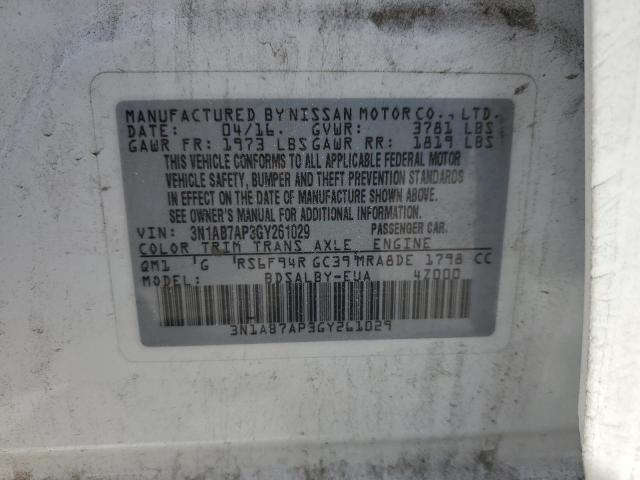 MANUFACTURED BY NISSAN MOTOR CO., LTD.
DATE: 04/16. GVWR: 3781 LBS
GAWR FR: 1973 LBS GAWR RR: 1819 LBS
THIS VEHICLE CONFORMS TO ALL APPLICABLE FEDERAL MOTOR
VEHICLE SAFETY, BUMPER AND THEFT PREVENTION STANDARDS
IN EFFECT ON THE DATE OF MANUFACTURE SHOWN ABOVE.
SEE OWNER'S MANUAL FOR ADDITIONAL INFORMATION.
VIN: 3N1AB7AP3GY261029 PASSENGER CAR.
COLOR TRIM TRANS AXLE ENGINE
QM1 G RS6F94R GC39 MRA8DE 1798 CC
MODEL: BDSALBY-EUA 4Z000
3N1AB7AP3GY261029